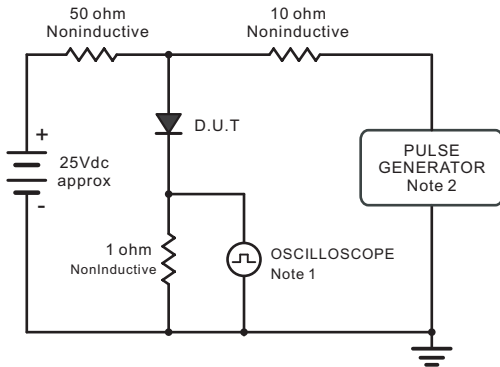 50 ohm
Noninductive
10 ohm
Noninductive
D.U.T
+
25Vdc
approx
-
PULSE
GENERATOR
Note 2
1 ohm
NonInductive
OSCILLOSCOPE
Note 1